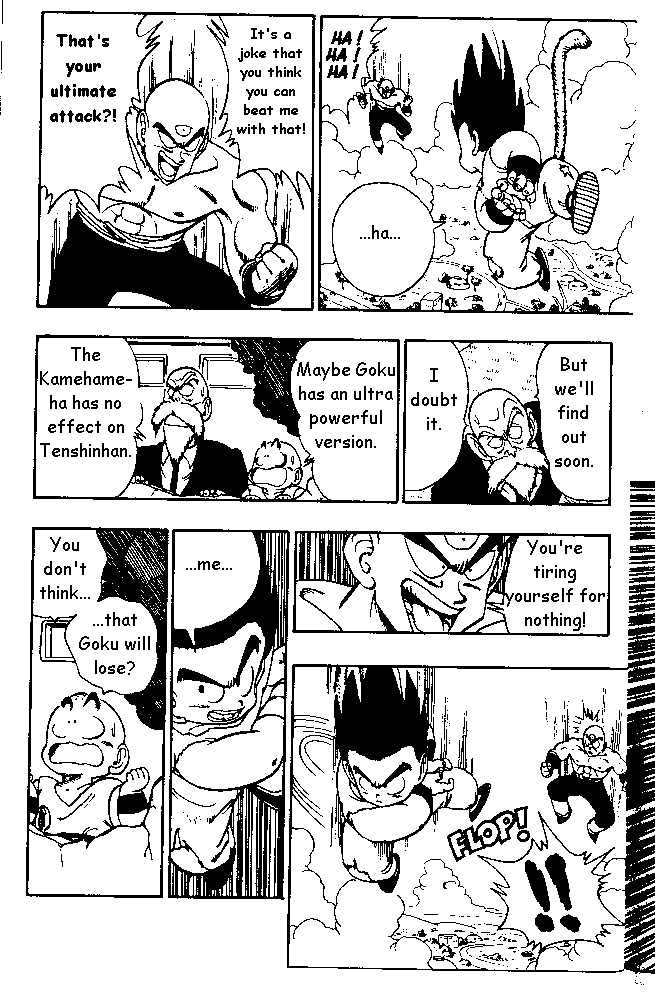 That's
your
ultimate
attack?!
It's a
joke that
you think
you can
beat me
with that!
HA!
HA!
HA!
...ha...
The
Kamehame-
ha has no
effect on
Tenshinhan.
Maybe Goku
has an ultra
powerful
version.
I
doubt
it.
But
we'll
find
out
soon.
You
don't
think...
...that
Goku will
lose?
...me...
You're
tiring
yourself for
nothing!
FLOP!
!!